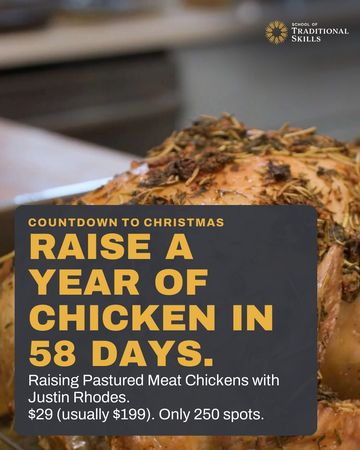 SCHOOL OF
TRADITIONAL
SKILLS
COUNTDOWN TO CHRISTMAS
RAISE A
YEAR OF
CHICKEN IN
58 DAYS.
Raising Pastured Meat Chickens with
Justin Rhodes.
$29 (usually $199). Only 250 spots.